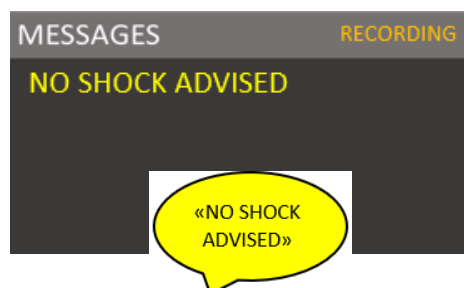 MESSAGES RECORDING
NO SHOCK ADVISED
«NO SHOCK
ADVISED»